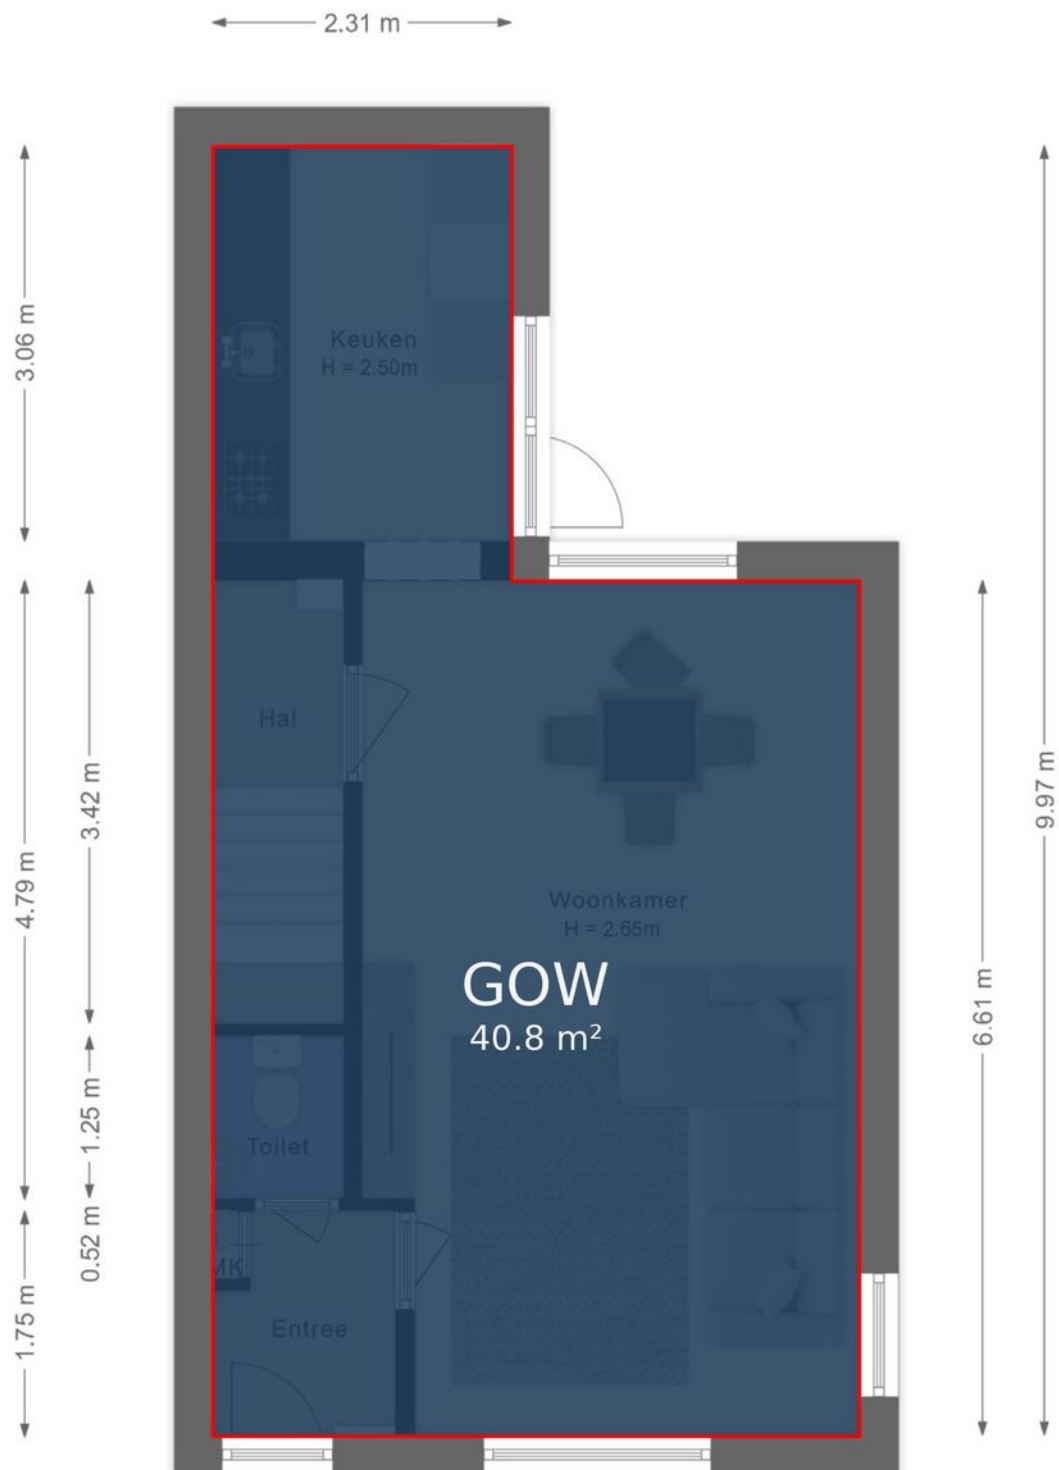 2.31 m
3.06 m
9.97 m
Keuken
H = 2.50m
4.79 m
3.42 m
Hal
Woonkamer
H = 2.65m
GOW
40.8 m²
6.61 m
1.25 m
Toilet
0.52 m
1.75 m
MK
Entree